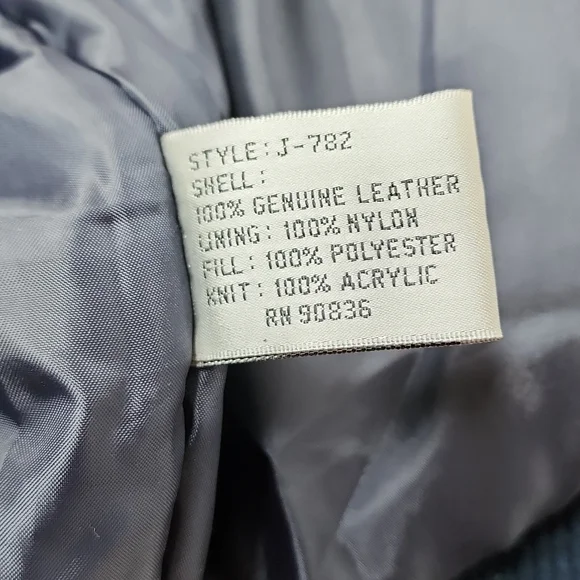 STYLE: J-782
SHELL:
100% GENUINE LEATHER
LINING: 100% NYLON
FILL: 100% POLYESTER
KNIT: 100% ACRYLIC
RN 90836